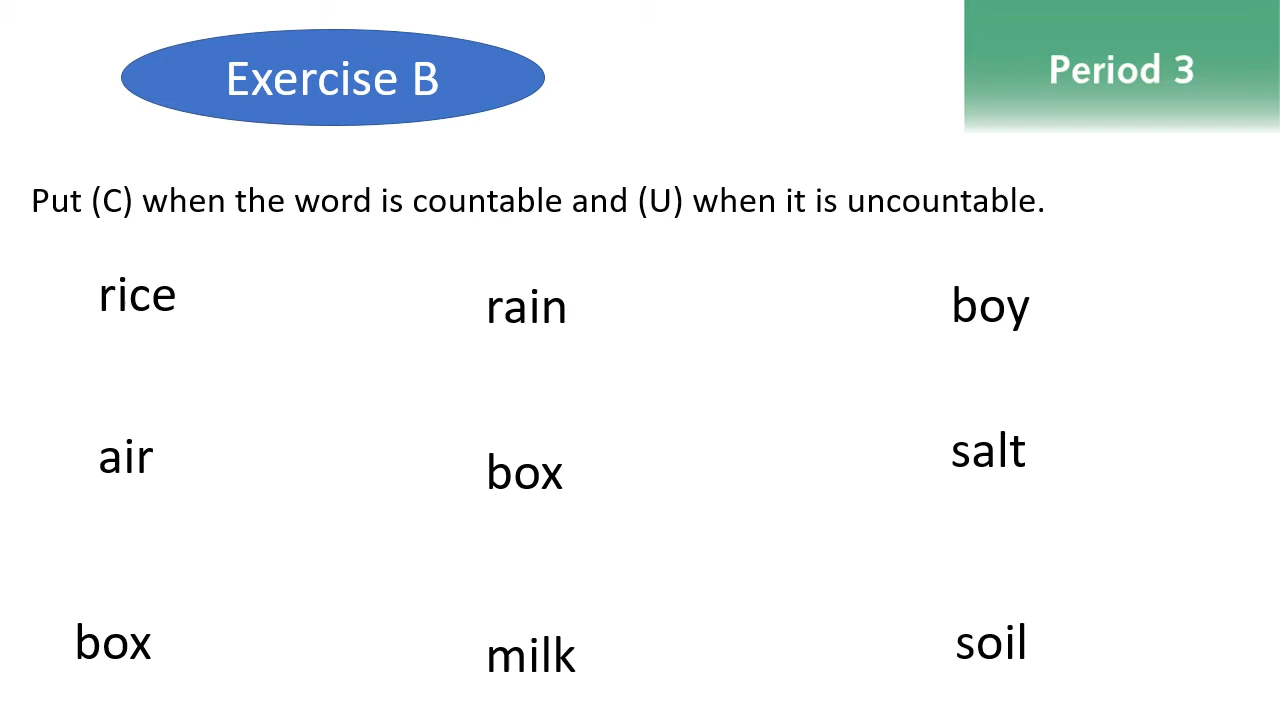 Exercise B
Period 3
Put (C) when the word is countable and (U) when it is uncountable.
rice
rain
boy
air
box
salt
box
milk
soil